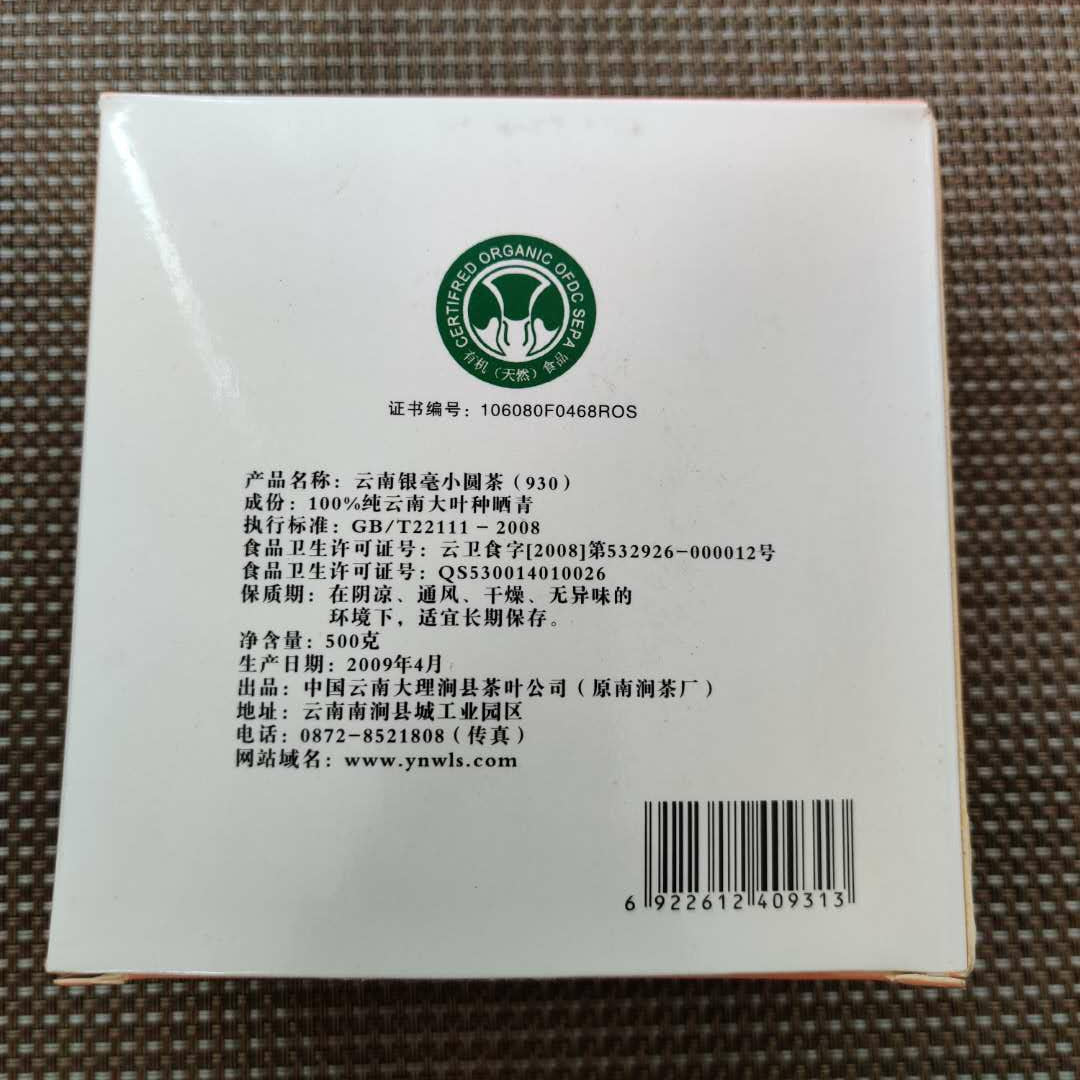 CERTIFRED ORGANIC OFDC SEPA
有机（天然）食品
证书编号：106080F0468ROS
产品名称：云南银毫小圆茶（930）
成份：100%纯云南大叶种晒青
执行标准：GB/T22111－2008
食品卫生许可证号：云卫食字[2008]第532926-000012号
食品卫生许可证号：QS530014010026
保质期：在阴凉、通风、干燥、无异味的
环境下，适宜长期保存。
净含量：500克
生产日期：2009年4月
出品：中国云南大理涧县茶叶公司（原南涧茶厂）
地址：云南南涧县城工业园区
电话：0872-8521808（传真）
网站域名：www.ynwls.com
6 922612 409313